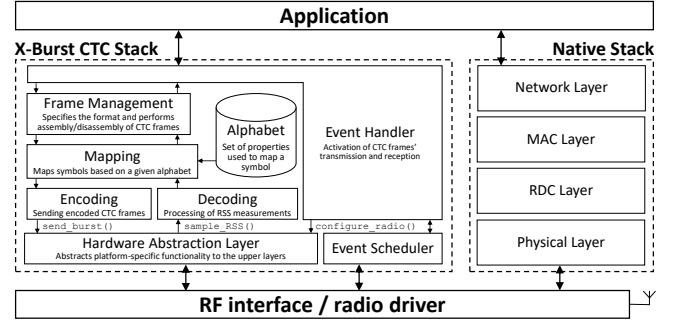 Application
X-Burst CTC Stack
Native Stack
Frame Management
Specifies the format and performs
assembly/disassembly of CTC frames
Alphabet
Set of properties
used to map a
symbol
Event Handler
Activation of CTC frames'
transmission and reception
Mapping
Maps symbols based on a given alphabet
Encoding
Sending encoded CTC frames
Decoding
Processing of RSS measurements
send_burst()
sample_RSS()
configure_radio()
Hardware Abstraction Layer
Abstracts platform-specific functionality to the upper layers
Event Scheduler
Network Layer
MAC Layer
RDC Layer
Physical Layer
RF interface / radio driver